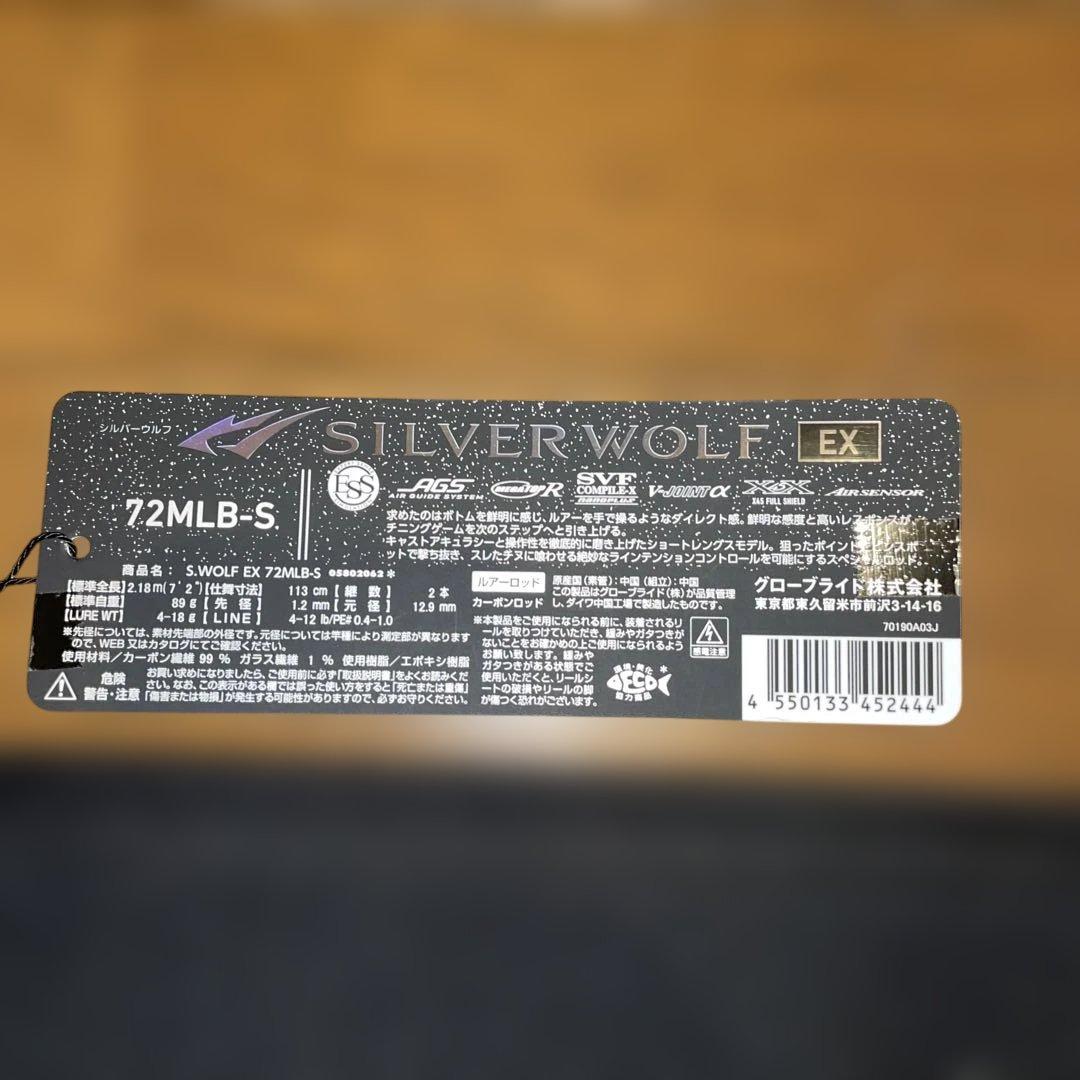 シルバーウルフ
SILVER WOLF EX
72MLB-S
ESS
AGS
AIR GUIDE SYSTEM
MEGATOP R
SVF
COMPILE-X
NANOPLUS
V-JOINT α
X45X
X45 FULL SHIELD
AIR SENSOR
求めたのはボトムを鮮明に感じ、ルアーを手で操るようなダイレクト感。鮮明な感度と高いレスポンスが、
チニングゲームを次のステップへと引き上げる。
キャストアキュラシーと操作性を徹底的に磨き上げたショートレングスモデル。狙ったポイント
ットで撃ち抜き、スレたチヌに喰わせる絶妙なラインテンションコントロールを可能にするスペシャルロッド。
商品名: S.WOLF EX 72MLB-S 05802062*
【標準全長】2.18m(7'2")【仕舞寸法】 113 cm【継数】 2本
【標準自重】 89g【先径】 1.2mm【元径】 12.9mm
【LURE WT】 4-18g【LINE】 4-12 lb/PE# 0.4-1.0
※先径については、素材先端部の外径です。元径については竿種により測定部が異なります
ので、WEB又はカタログにてご確認ください。
使用材料/カーボン繊維 99% ガラス繊維 1% 使用樹脂/エポキシ樹脂
危険
警告・注意
お買い求めになりましたら、ご使用前に必ず「取扱説明書」をよくお読みくだ
さい。なお、この表示がある欄では誤った使い方をすると「死亡または重傷」
「傷害または物損」が発生する可能性がありますので、必ずお守りください。
ルアーロッド
カーボンロッド
原産国(素管):中国(組立):中国
この製品はグローブライド(株)が品質管理
し、ダイワ中国工場で製造したものです。
※本製品をご使用になられる前に、装着されるリ
ールを取りつけていただき、緩みやガタつきが
ないことをお確かめの上ご使用になられるよう
お願い致します。緩みや
ガタつきがある状態でご
使用いただくと、リールシ
ートの破損やリールの脚
が傷つく恐れがございます。
感電注意
ECO
グローブライド株式会社
東京都東久留米市前沢3-14-16
70190A03J
4 550133 452444